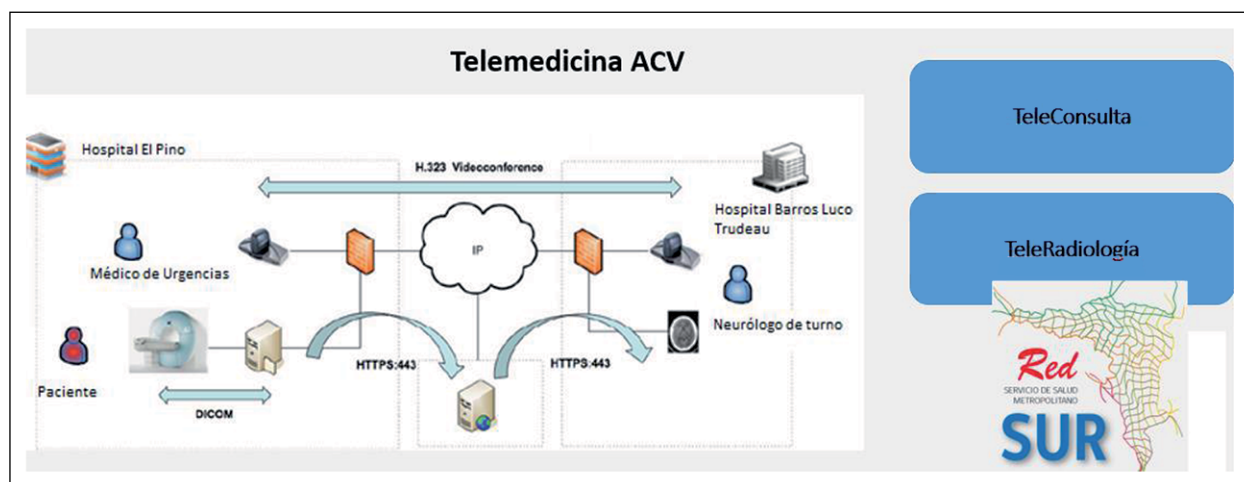 Telemedicina ACV
Hospital El Pino
H.323 Videoconference
Hospital Barros Luco
Trudeau
IP
Médico de Urgencias
Neurólogo de turno
HTTPS:443
HTTPS:443
Paciente
DICOM
TeleConsulta
TeleRadiología
Red
SERVICIO DE SALUD
METROPOLITANO
SUR